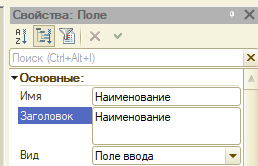 Свойства: Поле
Поиск (Ctrl+Alt+I)
Основные:
Имя Наименование
Заголовок Наименование
Вид Поле ввода